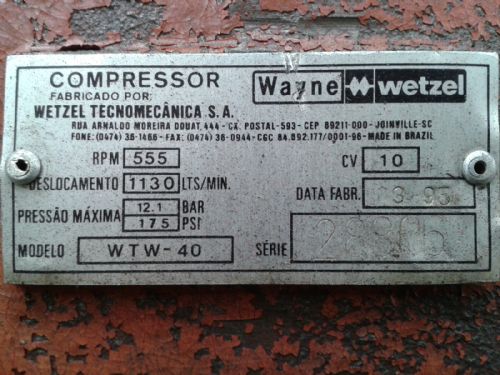 COMPRESSOR
Wayne wetzel
FABRICADO POR:
WETZEL TECNOMECÂNICA S.A.
RUA ARNALDO MOREIRA DOUAT, 444 - CX. POSTAL-593 - CEP 89211-000 - JOINVILLE-SC
FONE: (0474) 36-1466 - FAX: (0474) 36-0944 - CGC 84.692.177/0001-96 - MADE IN BRAZIL
RPM 555 CV 10
DESLOCAMENTO 1130 LTS/MIN. DATA FABR.
PRESSÃO MÁXIMA 12.1 BAR
175 PSI
MODELO WTW-40 SÉRIE